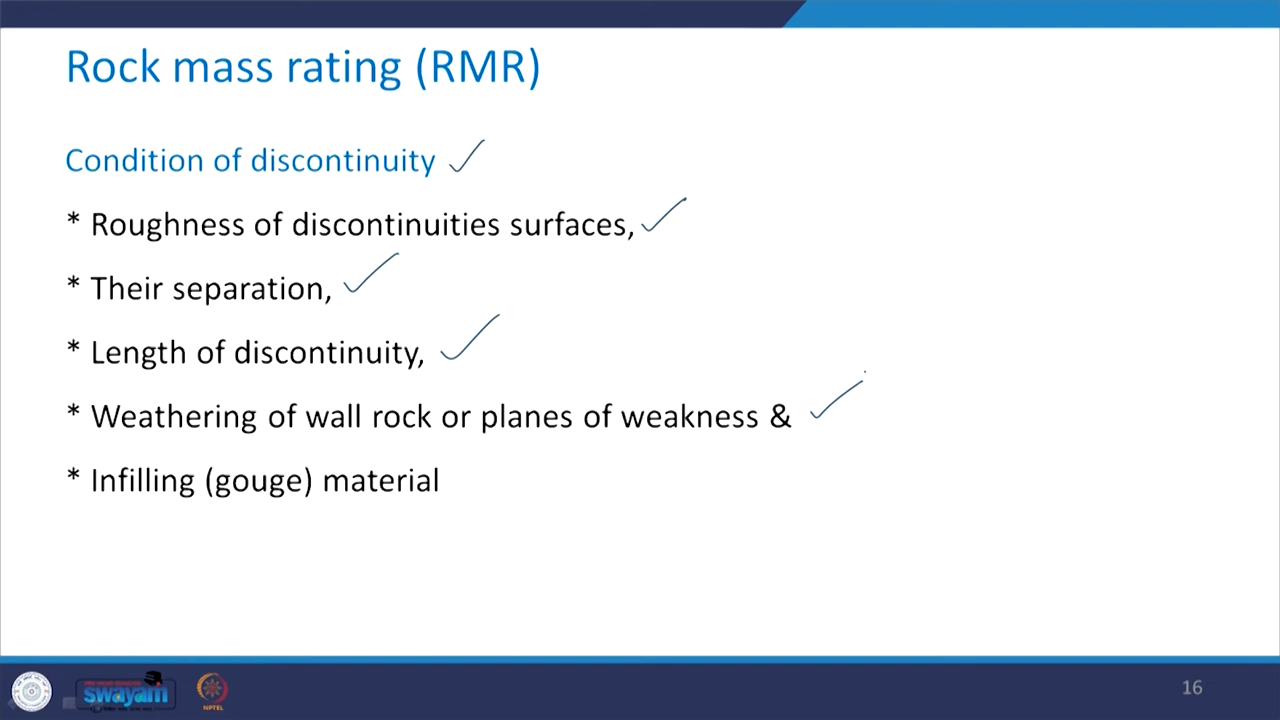 Rock mass rating (RMR)
Condition of discontinuity
* Roughness of discontinuities surfaces,
* Their separation,
* Length of discontinuity,
* Weathering of wall rock or planes of weakness &
* Infilling (gouge) material
swayam
NPTEL
16